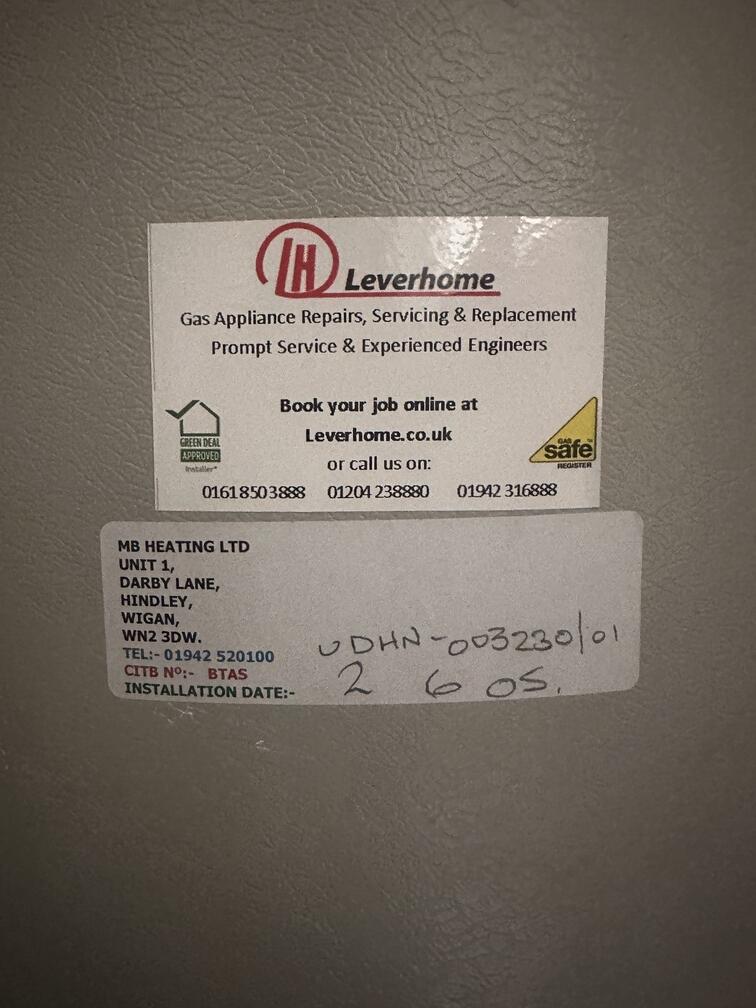 LH Leverhome
Gas Appliance Repairs, Servicing & Replacement
Prompt Service & Experienced Engineers
Book your job online at
Leverhome.co.uk
or call us on:
0161 850 3888 01204 238880 01942 316888
GREEN DEAL
APPROVED
Installer*
GAS
safe
REGISTER
MB HEATING LTD
UNIT 1,
DARBY LANE,
HINDLEY,
WIGAN,
WN2 3DW.
TEL:- 01942 520100
CITB Nº:- BTAS
INSTALLATION DATE:-
UDHN-003230/01
2 6 05.